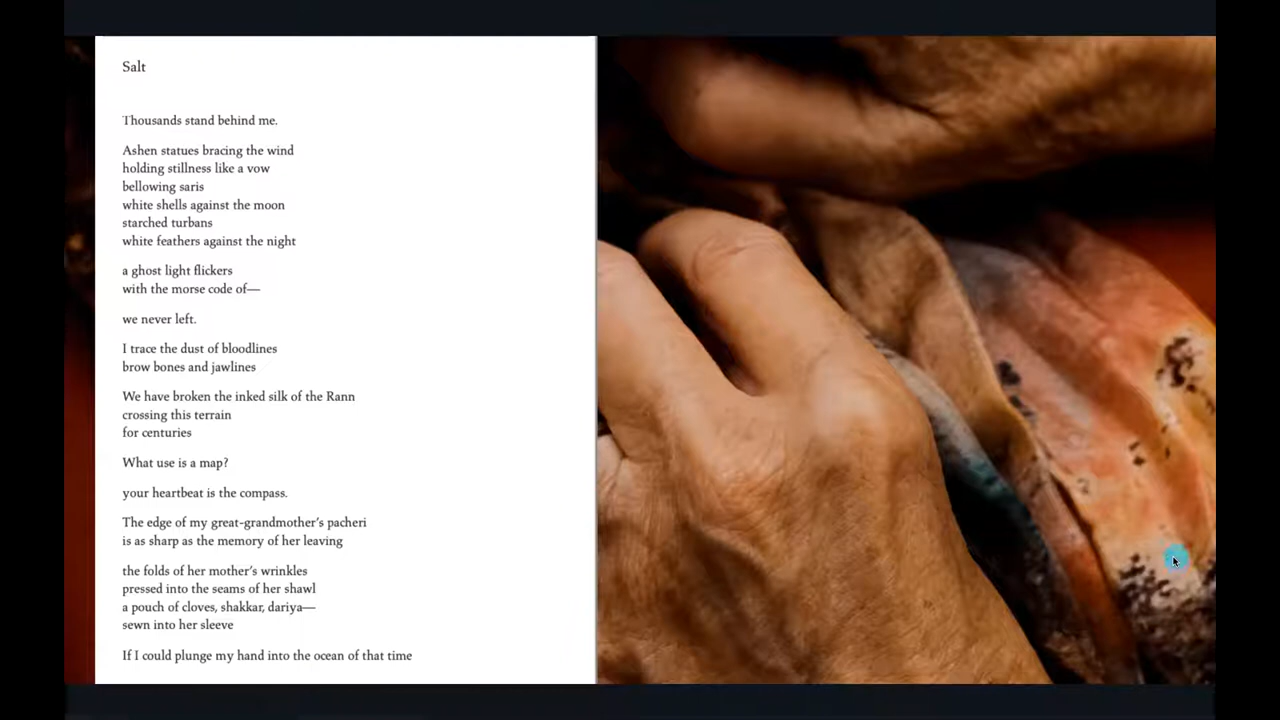 Salt
Thousands stand behind me.
Ashen statues bracing the wind
holding stillness like a vow
bellowing saris
white shells against the moon
starched turbans
white feathers against the night
a ghost light flickers
with the morse code of—
we never left.
I trace the dust of bloodlines
brow bones and jawlines
We have broken the inked silk of the Rann
crossing this terrain
for centuries
What use is a map?
your heartbeat is the compass.
The edge of my great-grandmother's pacheri
is as sharp as the memory of her leaving
the folds of her mother's wrinkles
pressed into the seams of her shawl
a pouch of cloves, shakkar, dariya—
sewn into her sleeve
If I could plunge my hand into the ocean of that time